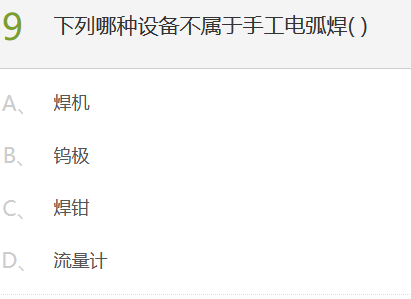 9 下列哪种设备不属于手工电弧焊( )
A、 焊机
B、 钨极
C、 焊钳
D、 流量计